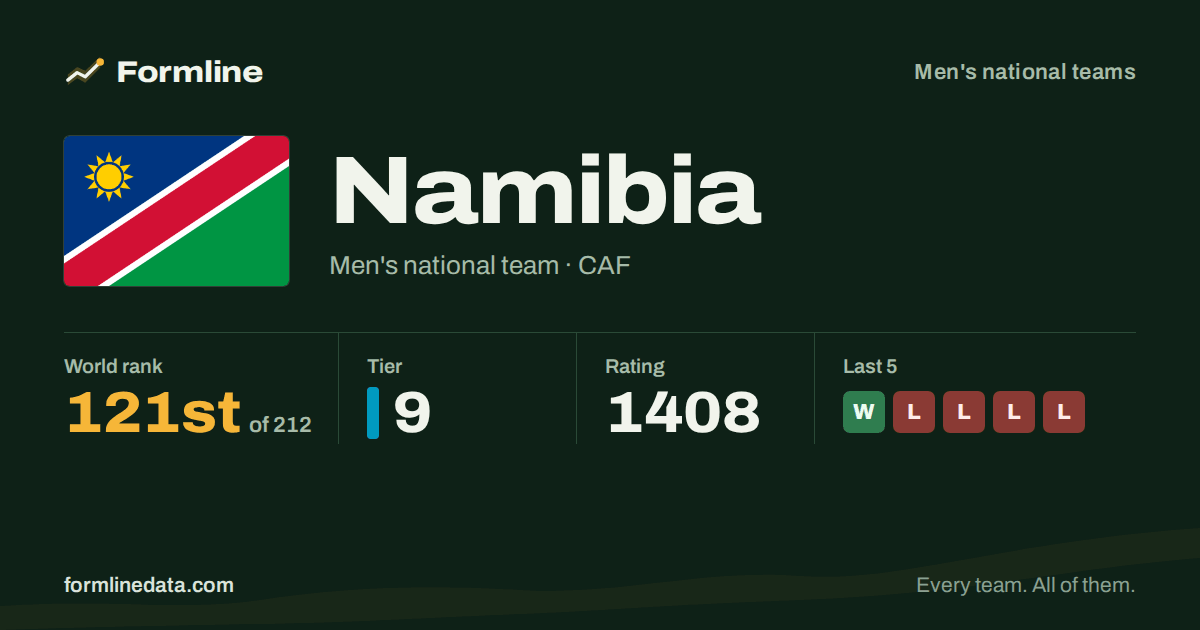 Formline
Men's national teams
Namibia
Men's national team · CAF
World rank
121st of 212
Tier
9
Rating
1408
Last 5
W L L L L
formlinedata.com
Every team. All of them.